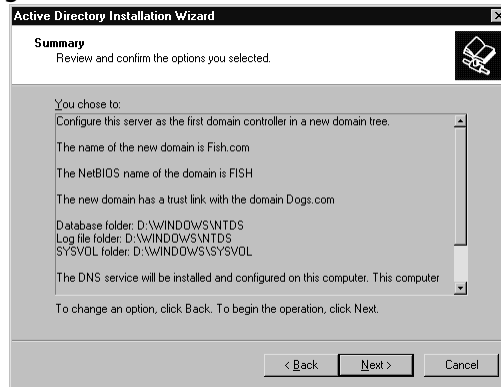 Active Directory Installation Wizard
Summary
Review and confirm the options you selected.
You chose to:
Configure this server as the first domain controller in a new domain tree.
The name of the new domain is Fish.com
The NetBIOS name of the domain is FISH
The new domain has a trust link with the domain Dogs.com
Database folder: D:\WINDOWS\NTDS
Log file folder: D:\WINDOWS\NTDS
SYSVOL folder: D:\WINDOWS\SYSVOL
The DNS service will be installed and configured on this computer. This computer
To change an option, click Back. To begin the operation, click Next.
< Back Next > Cancel